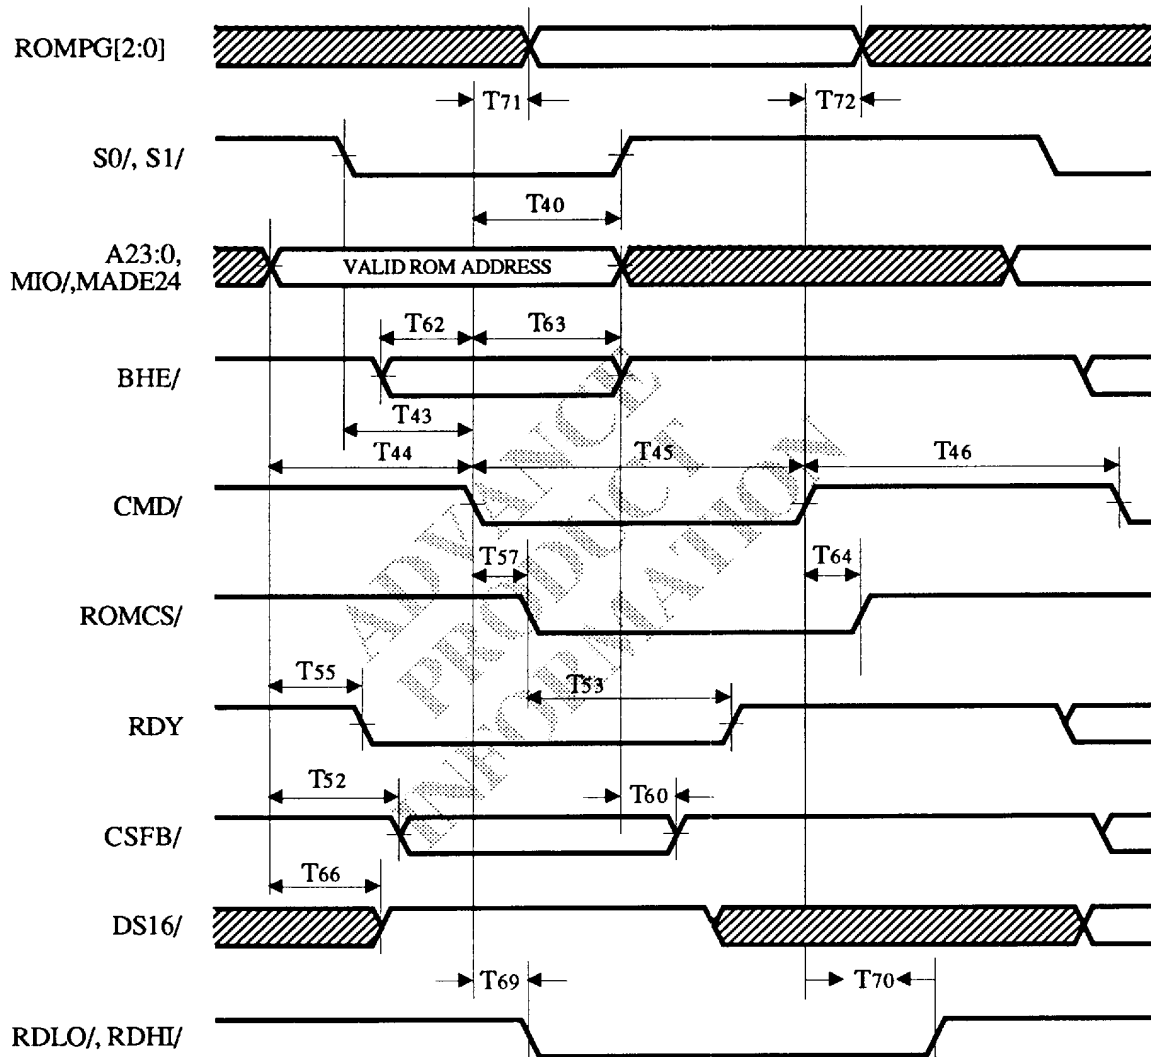 ROMPG[2:0]
T71
T72
S0/, S1/
T40
A23:0,
MIO/,MADE24
VALID ROM ADDRESS
T62
T63
BHE/
T43
T44
T45
T46
CMD/
T57
T64
ROMCS/
T55
T53
RDY
T52
T60
CSFB/
T66
DS16/
T69
T70
RDLO/, RDHI/
ADVANCE
PRODUCT
INFORMATION